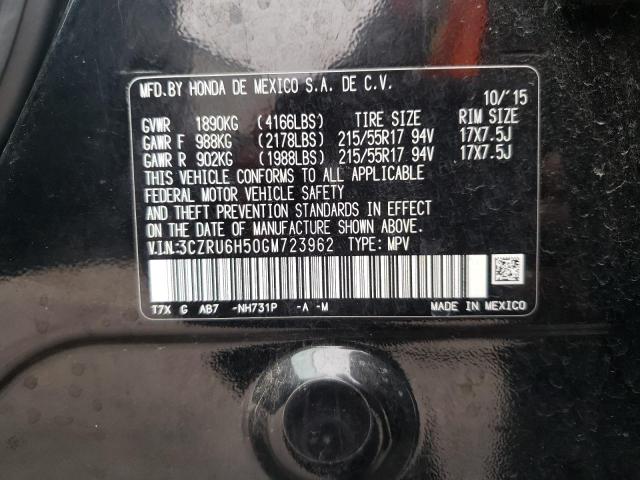 MFD.BY HONDA DE MEXICO S.A. DE C.V.
10/'15
GVWR 1890KG (4166LBS) TIRE SIZE RIM SIZE
GAWR F 988KG (2178LBS) 215/55R17 94V 17X7.5J
GAWR R 902KG (1988LBS) 215/55R17 94V 17X7.5J
THIS VEHICLE CONFORMS TO ALL APPLICABLE
FEDERAL MOTOR VEHICLE SAFETY
AND THEFT PREVENTION STANDARDS IN EFFECT
ON THE DATE OF MANUFACTURE SHOWN ABOVE.
V.I.N:3CZRU6H50GM723962 TYPE: MPV
T7X G AB7 -NH731P -A -M MADE IN MEXICO